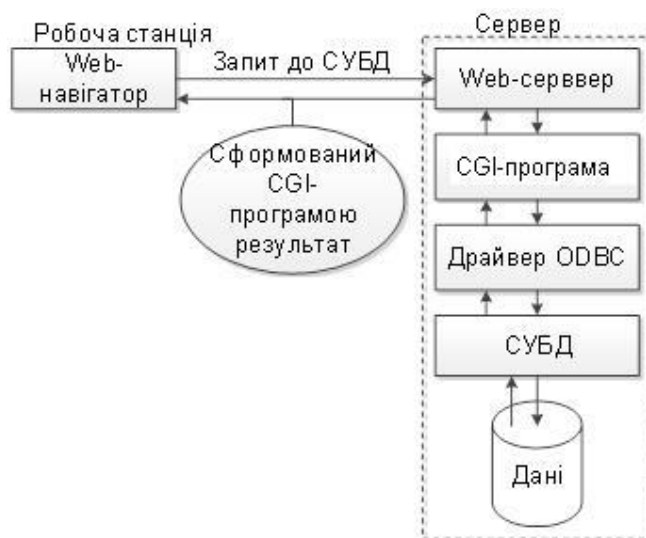 Робоча станція
Web-
навігатор
Запит до СУБД
Сформований
CGI-
програмою
результат
Сервер
Web-серввер
CGI-програма
Драйвер ODBC
СУБД
Дані